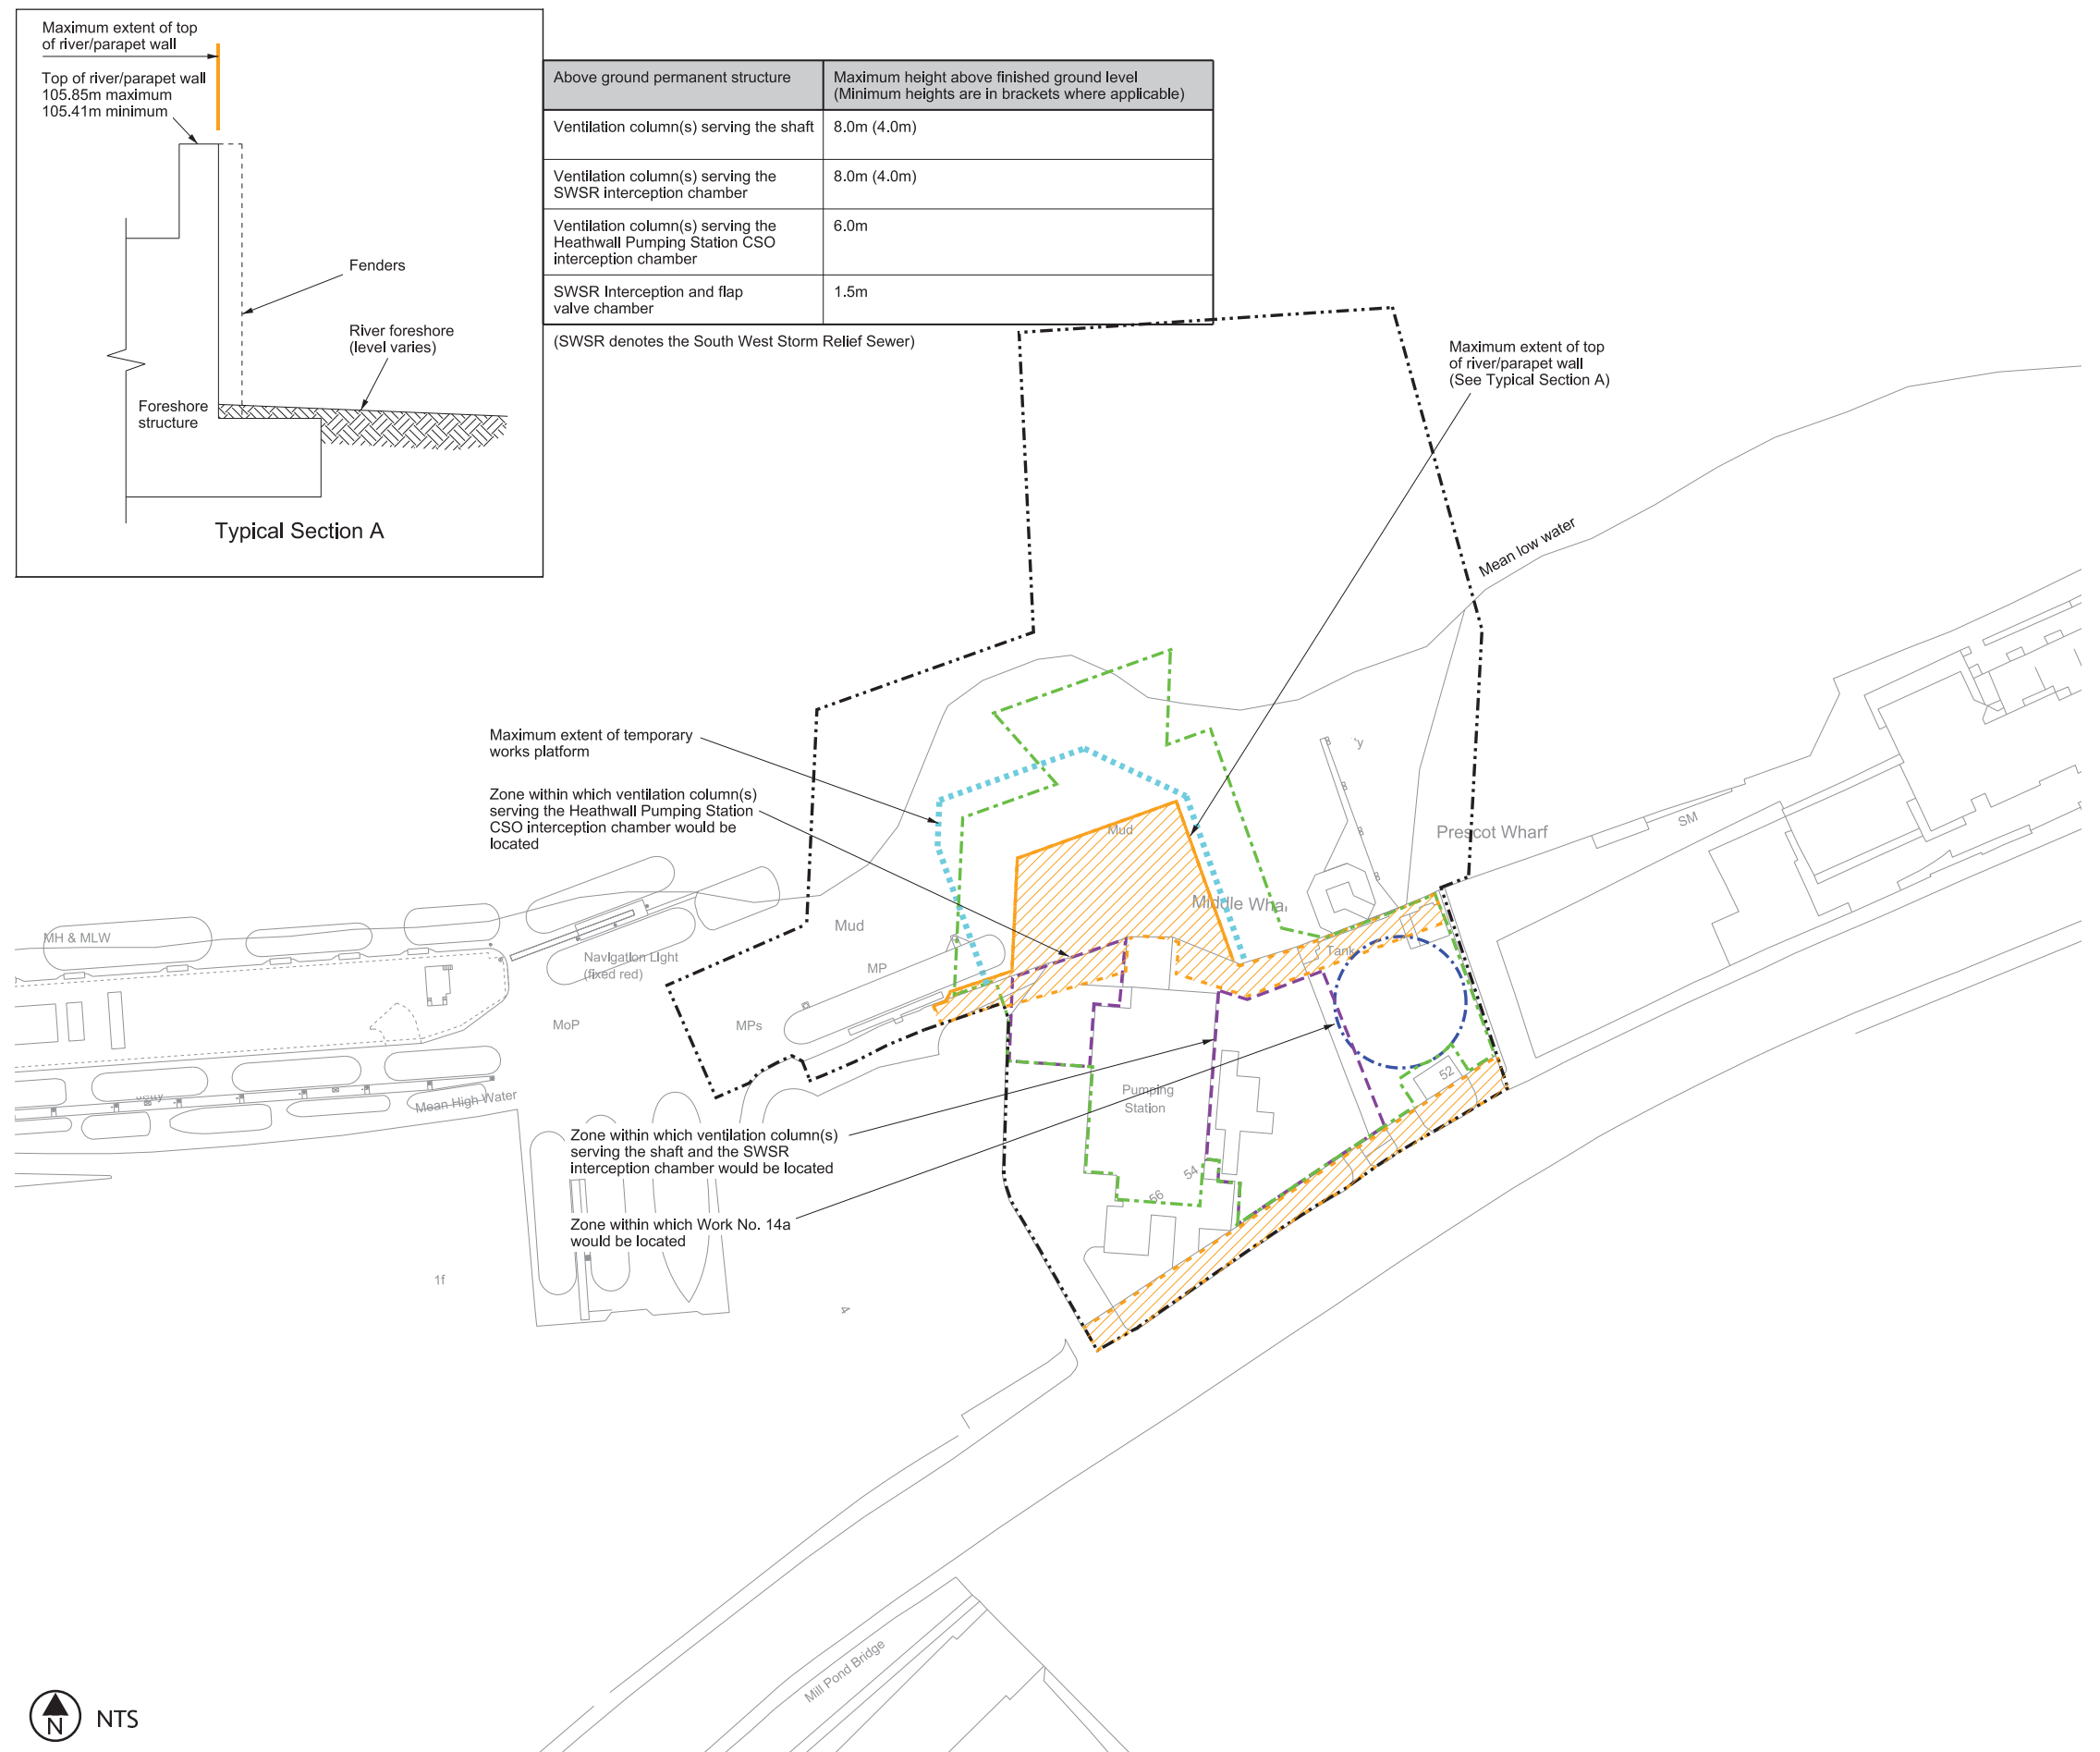 Maximum extent of top
of river/parapet wall
Top of river/parapet wall
105.85m maximum
105.41m minimum
Fenders
River foreshore
(level varies)
Foreshore
structure
Typical Section A
Above ground permanent structure
Maximum height above finished ground level
(Minimum heights are in brackets where applicable)
Ventilation column(s) serving the shaft
8.0m (4.0m)
Ventilation column(s) serving the
SWSR interception chamber
8.0m (4.0m)
Ventilation column(s) serving the
Heathwall Pumping Station CSO
interception chamber
6.0m
SWSR Interception and flap
valve chamber
1.5m
(SWSR denotes the South West Storm Relief Sewer)
Maximum extent of top
of river/parapet wall
(See Typical Section A)
Mean low water
Maximum extent of temporary
works platform
Zone within which ventilation column(s)
serving the Heathwall Pumping Station
CSO interception chamber would be
located
Mud
Prescot Wharf
SM
Middle Wha
Mud
MH & MLW
Navigation Light
(fixed red)
MP
Tank
MoP
MPs
Mean High Water
Pumping
Station
52
Zone within which ventilation column(s)
serving the shaft and the SWSR
interception chamber would be located
54
56
Zone within which Work No. 14a
would be located
1f
4
Mill Pond Bridge
N
NTS